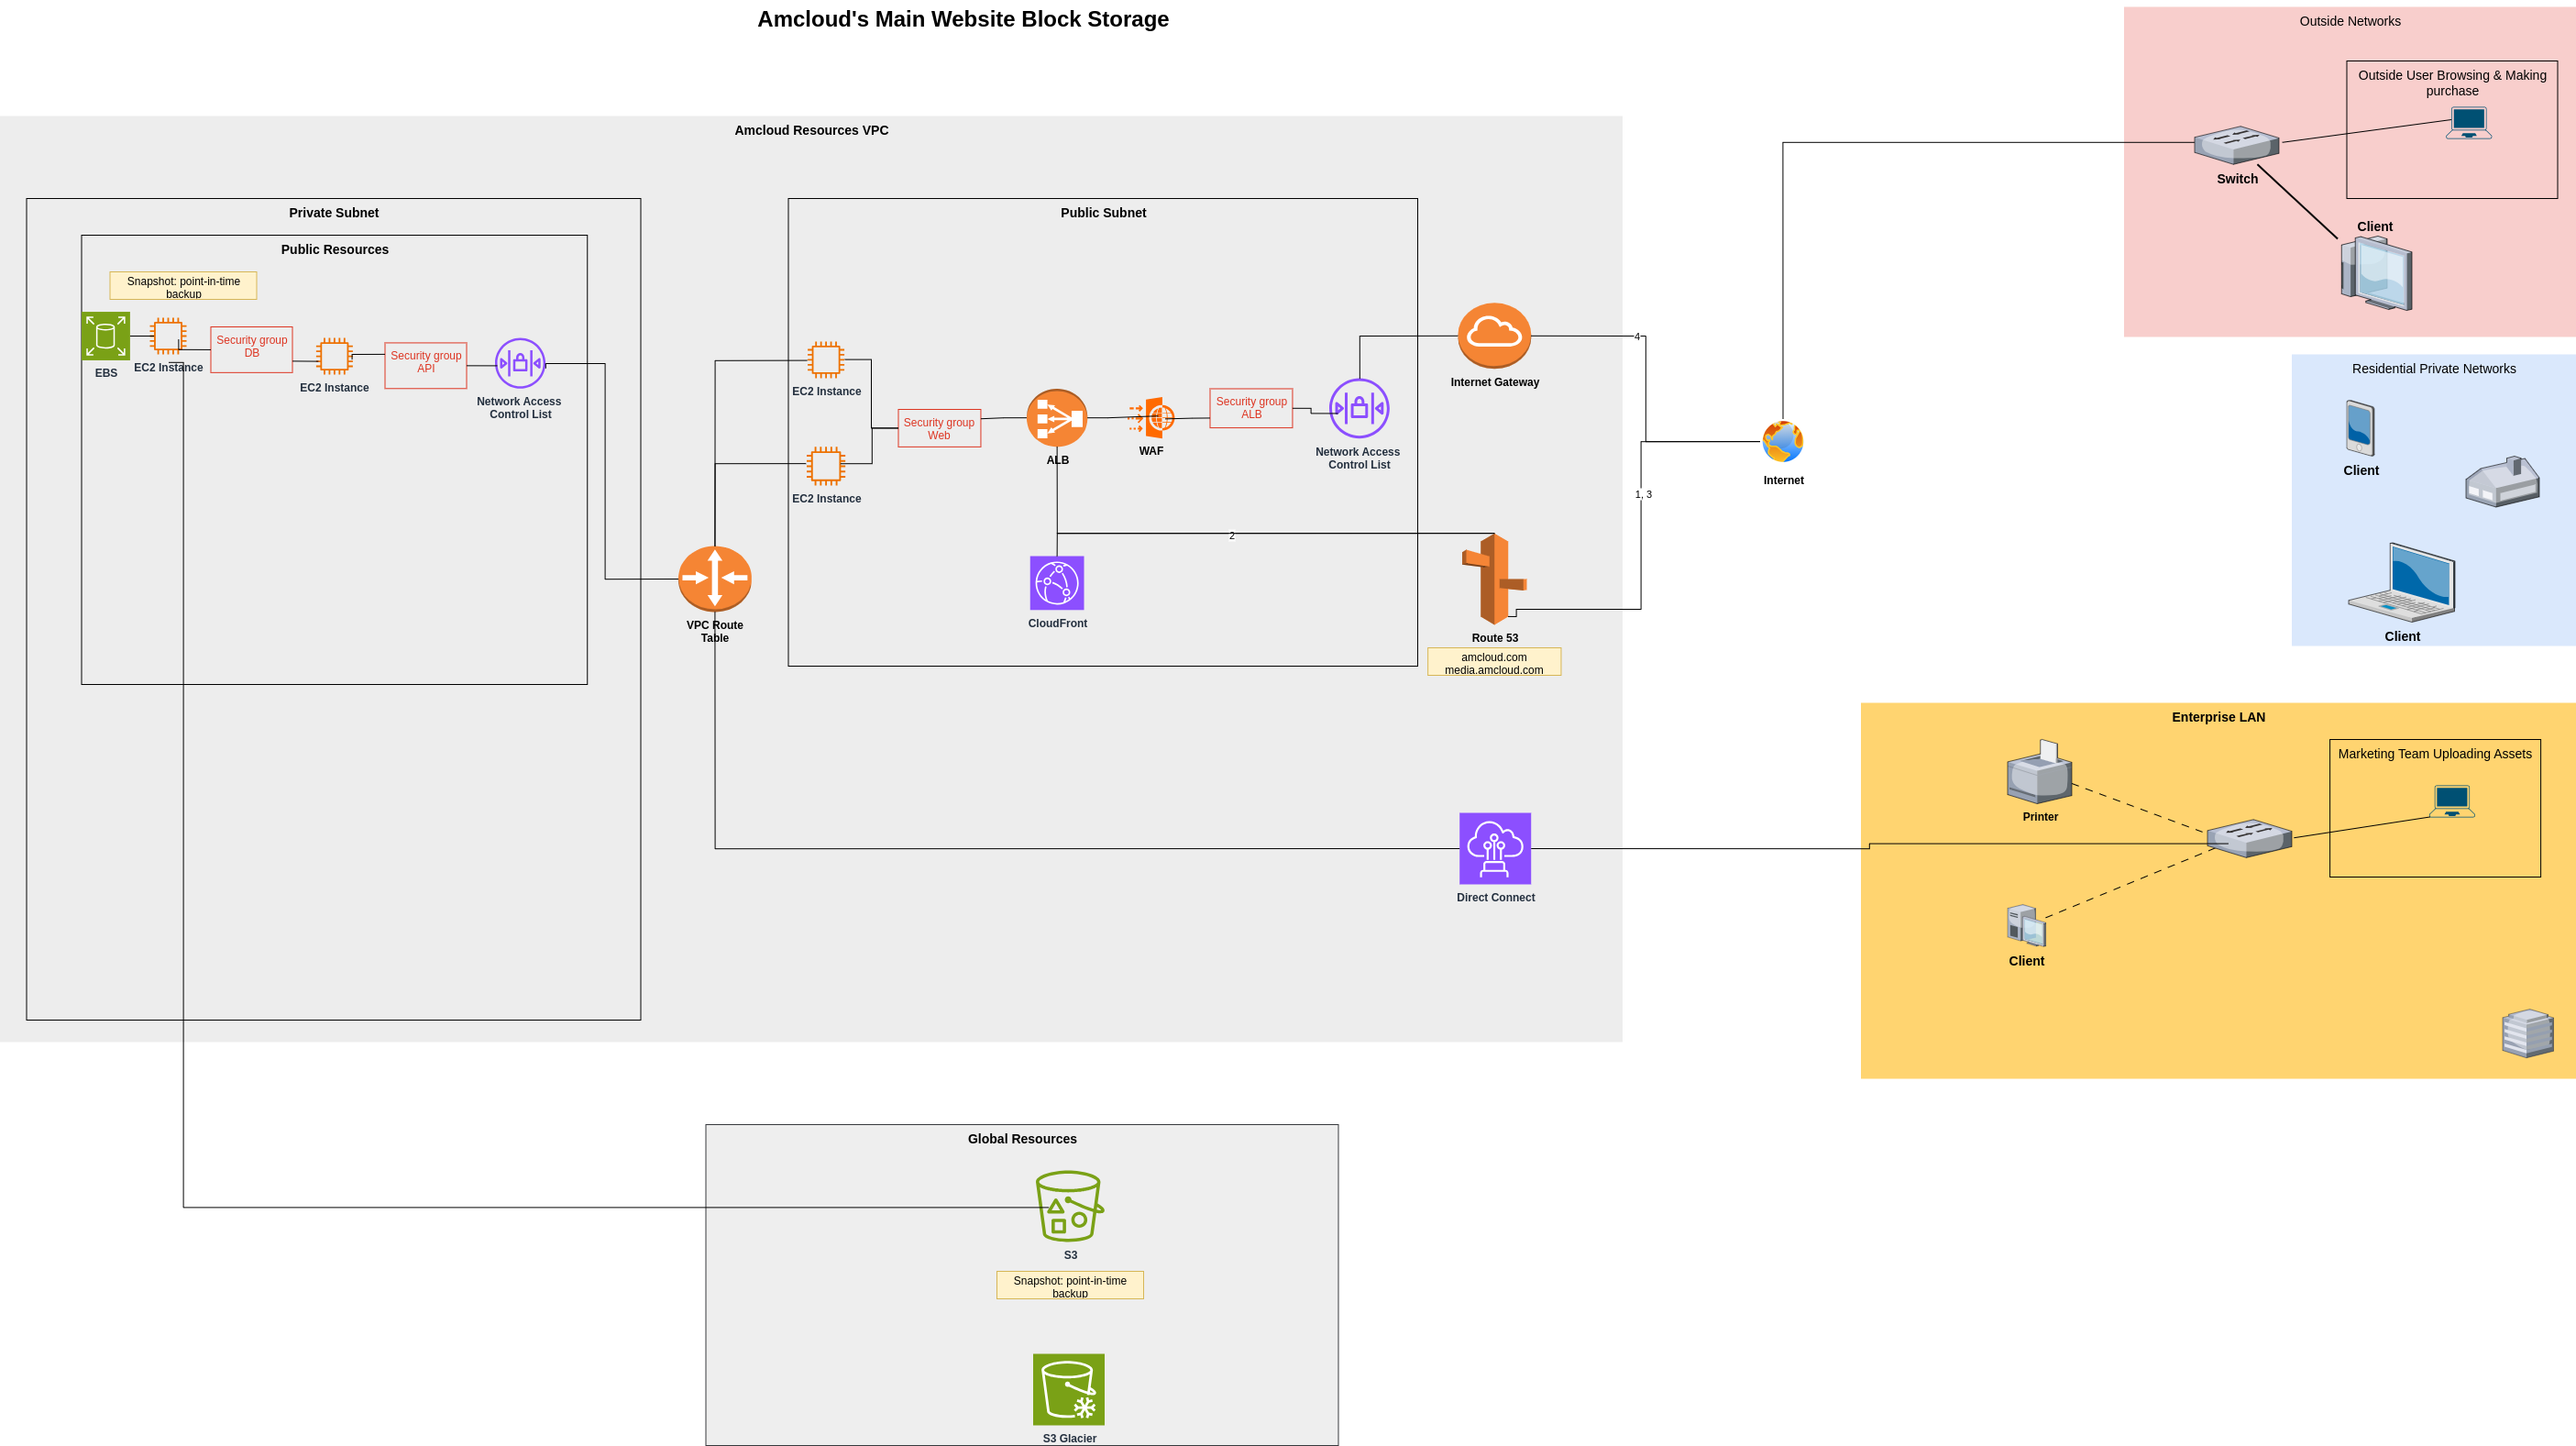 Amcloud's Main Website Block Storage
Outside Networks
Outside User Browsing & Making
purchase
Switch
Client
Amcloud Resources VPC
Private Subnet
Public Resources
Snapshot: point-in-time
backup
EBS
EC2 Instance
Security group
DB
EC2 Instance
Security group
API
Network Access
Control List
VPC Route
Table
Public Subnet
EC2 Instance
EC2 Instance
Security group
Web
ALB
WAF
Security group
ALB
Network Access
Control List
CloudFront
2
Internet Gateway
4
1, 3
Internet
Route 53
amcloud.com
media.amcloud.com
Direct Connect
Residential Private Networks
Client
Client
Enterprise LAN
Marketing Team Uploading Assets
Printer
Client
Global Resources
S3
Snapshot: point-in-time
backup
S3 Glacier